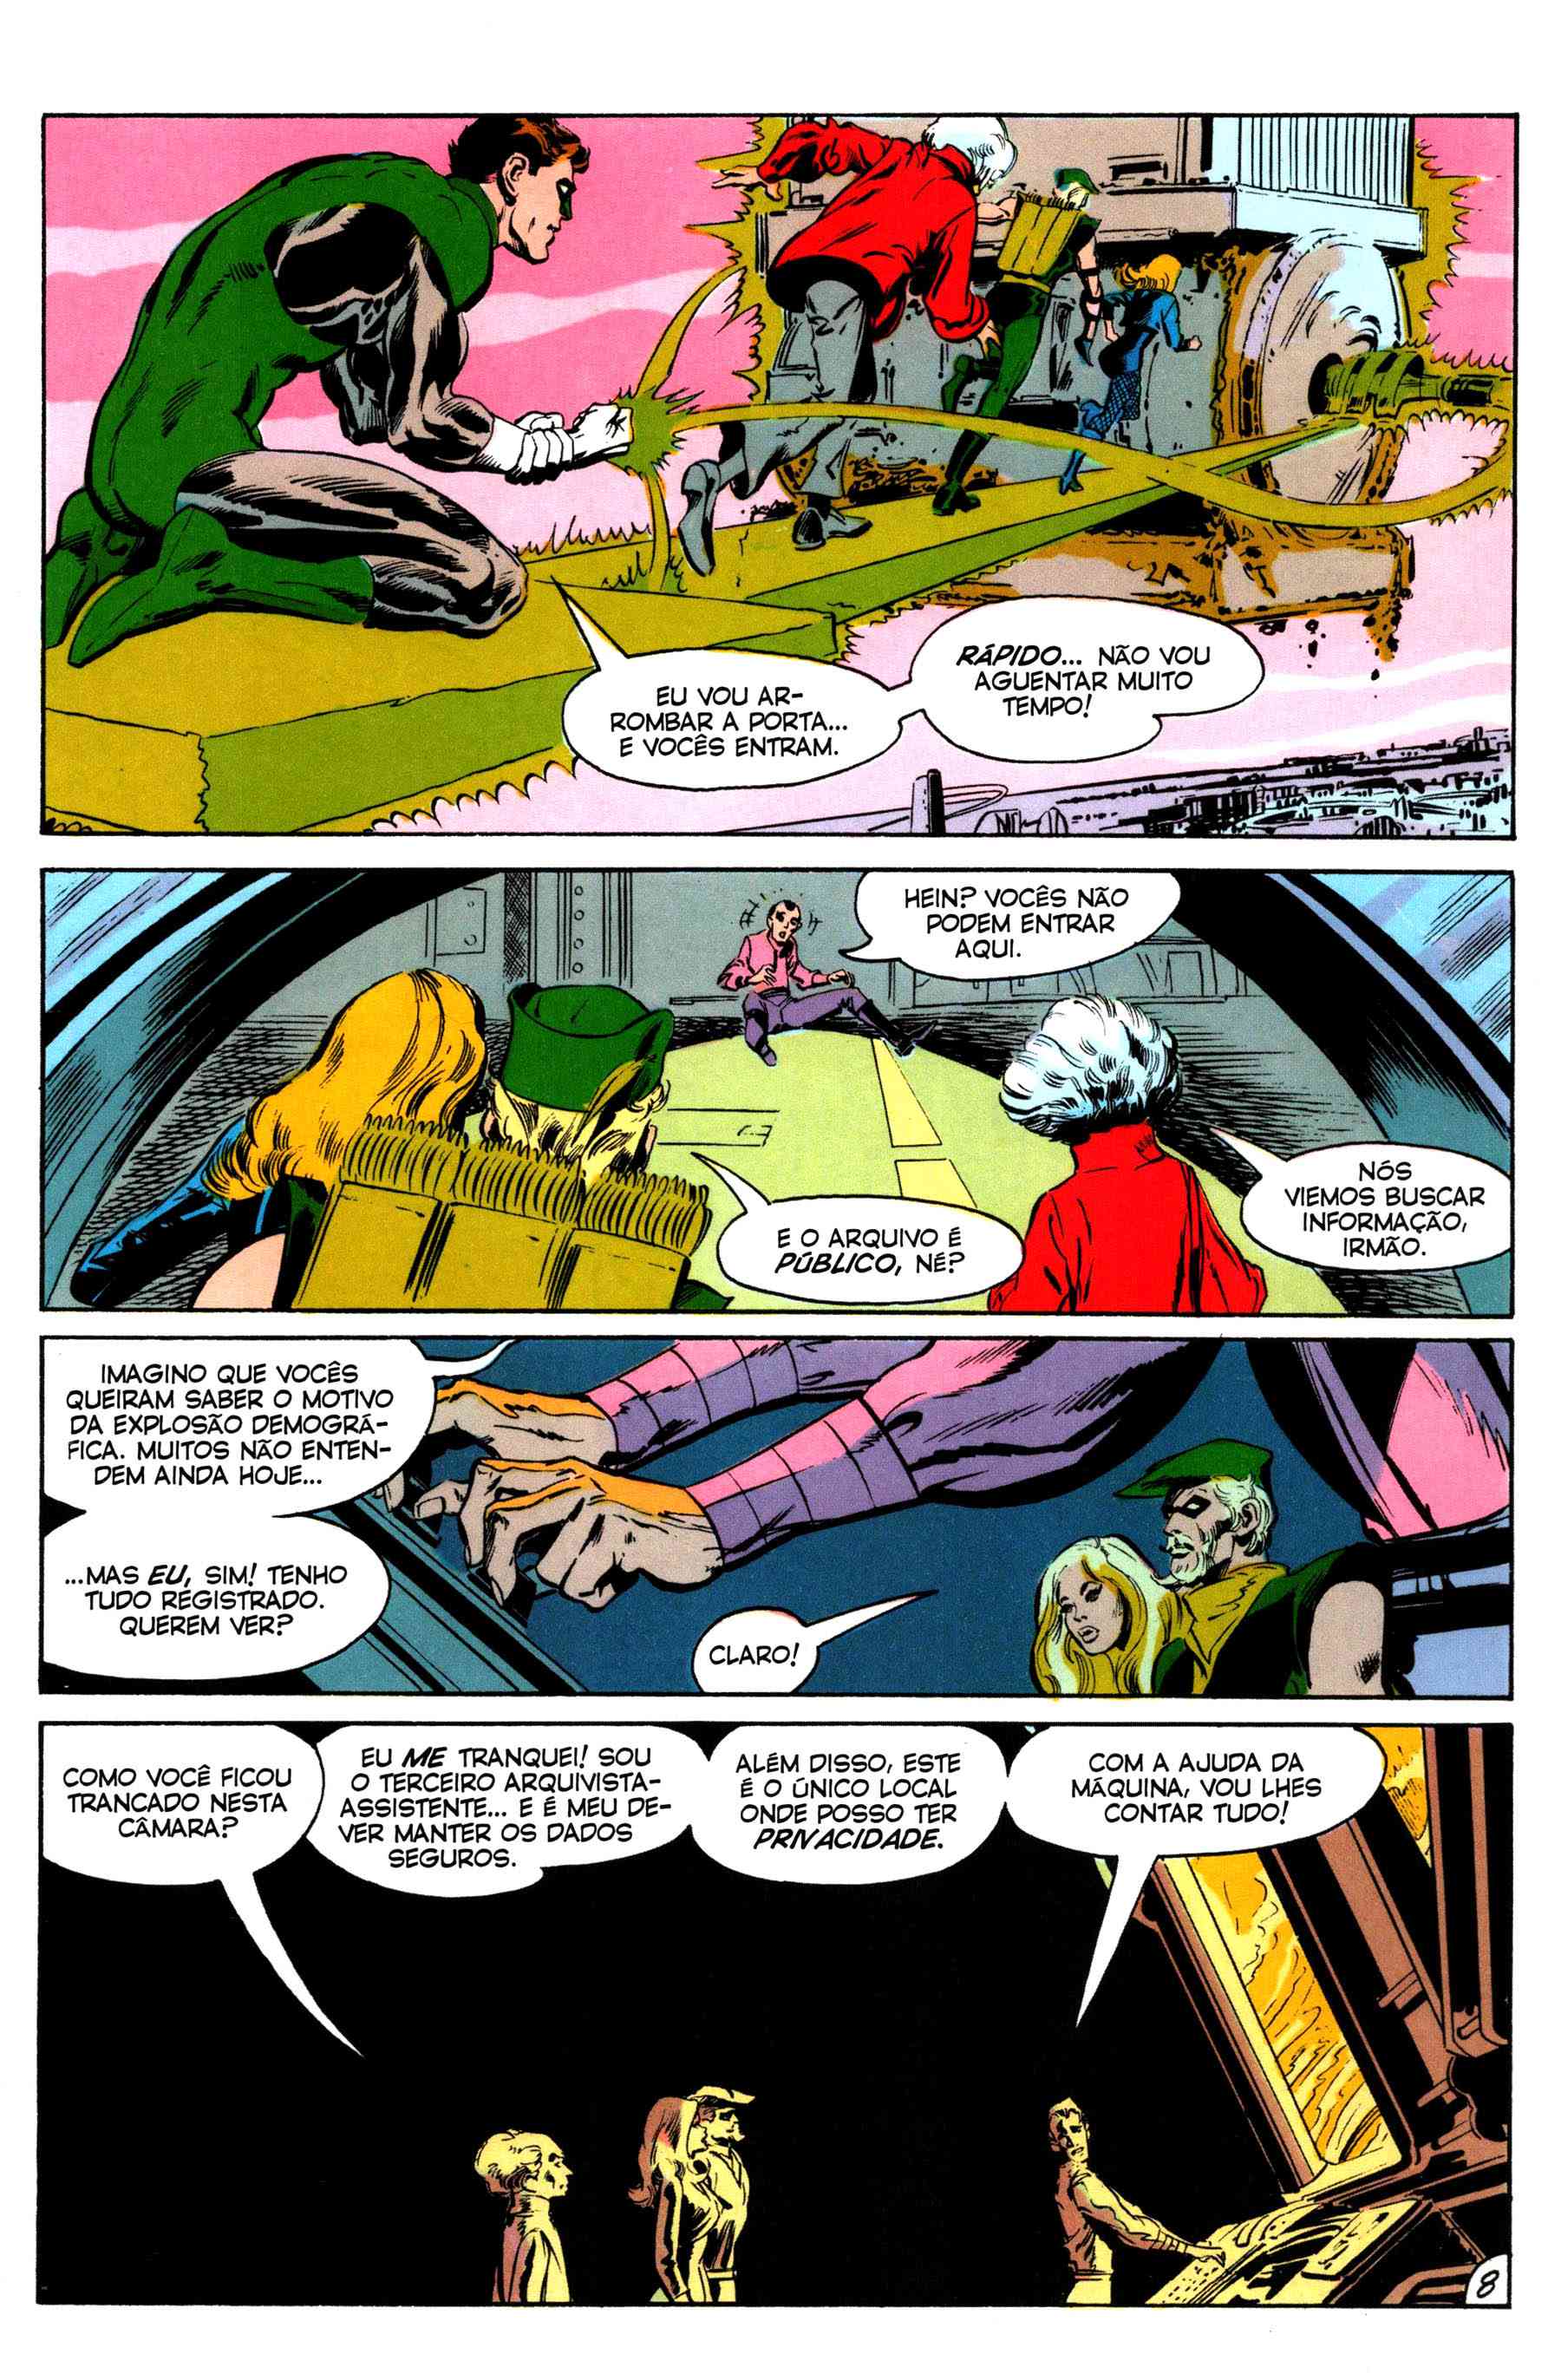 EU VOU AR-
ROMBAR A PORTA...
E VOCÊS ENTRAM.
RÁPIDO... NÃO VOU
AGUENTAR MUITO
TEMPO!
HEIN? VOCÊS NÃO
PODEM ENTRAR
AQUI.
NÓS
VIEMOS BUSCAR
INFORMAÇÃO,
IRMÃO.
E O ARQUIVO É
PÚBLICO, NÉ?
IMAGINO QUE VOCÊS
QUEIRAM SABER O MOTIVO
DA EXPLOSÃO DEMOGRÁ-
FICA. MUITOS NÃO ENTEN-
DEM AINDA HOJE...
...MAS EU, SIM! TENHO
TUDO REGISTRADO.
QUEREM VER?
CLARO!
COMO VOCÊ FICOU
TRANCADO NESTA
CÂMARA?
EU ME TRANQUEI! SOU
O TERCEIRO ARQUIVISTA-
ASSISTENTE... E É MEU DE-
VER MANTER OS DADOS
SEGUROS.
ALÉM DISSO, ESTE
É O ÚNICO LOCAL
ONDE POSSO TER
PRIVACIDADE.
COM A AJUDA DA
MÁQUINA, VOU LHES
CONTAR TUDO!
8